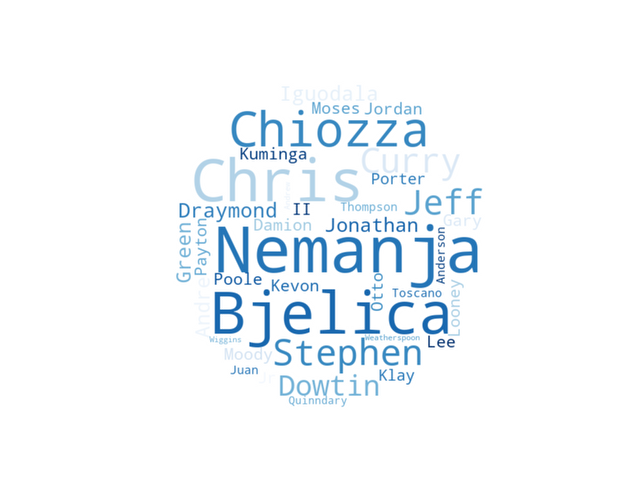 Iguodala
Moses Jordan
Chiozza
Kuminga Curry
Chris Porter
Jeff
Draymond II Thompson
Damion Jonathan Gary
Green Payton Nemanja Anderson
Poole Kevon Otto Toscano Looney
Andre Bjelica
Wiggins Weatherspoon Lee
Moody Stephen
Juan Klay
Dowtin
Quinndary